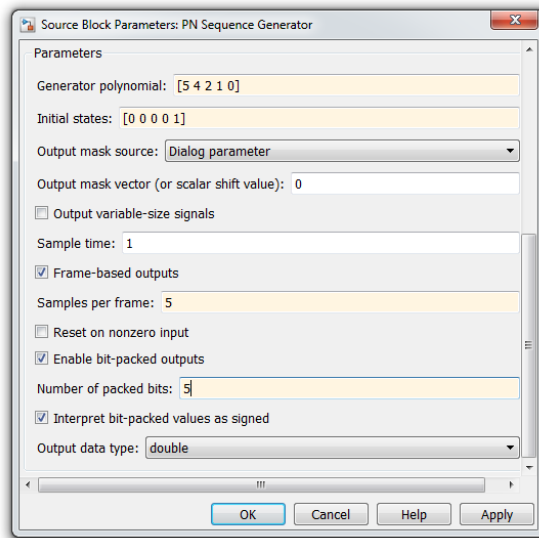 Source Block Parameters: PN Sequence Generator
Parameters
Generator polynomial: [5 4 2 1 0]
Initial states: [0 0 0 0 1]
Output mask source: Dialog parameter
Output mask vector (or scalar shift value): 0
Output variable-size signals
Sample time: 1
Frame-based outputs
Samples per frame: 5
Reset on nonzero input
Enable bit-packed outputs
Number of packed bits: 5
Interpret bit-packed values as signed
Output data type: double
OK Cancel Help Apply